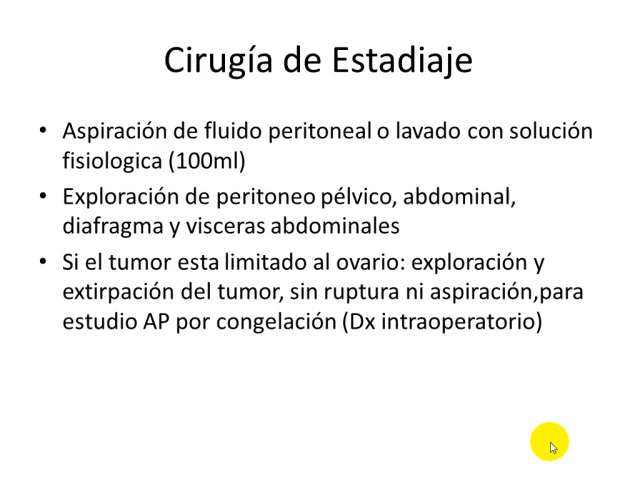 Cirugía de Estadiaje
• Aspiración de fluido peritoneal o lavado con solución
fisiologica (100ml)
• Exploración de peritoneo pélvico, abdominal,
diafragma y visceras abdominales
• Si el tumor esta limitado al ovario: exploración y
extirpación del tumor, sin ruptura ni aspiración,para
estudio AP por congelación (Dx intraoperatorio)